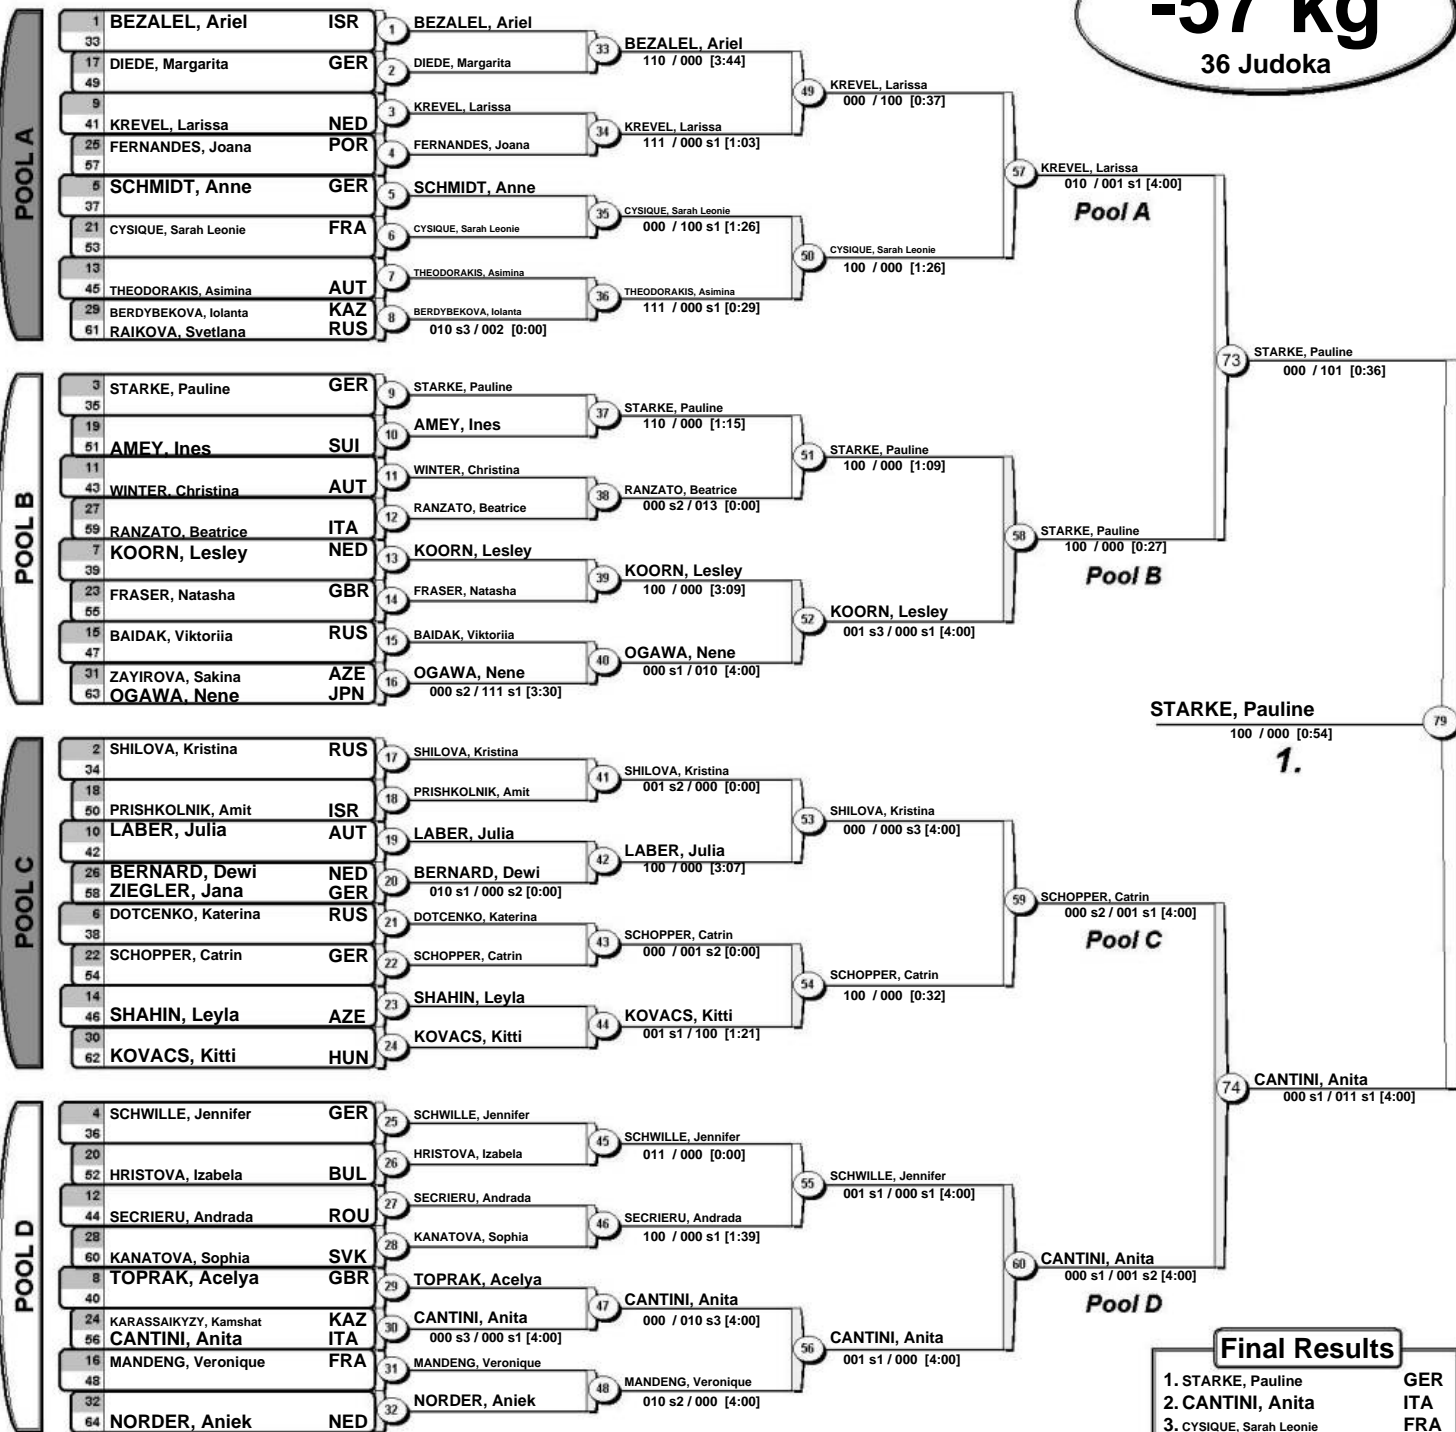 -57 kg
36 Judoka
POOL A
1 BEZALEL, Ariel ISR
33
17 DIEDE, Margarita GER
49
9
41 KREVEL, Larissa NED
25 FERNANDES, Joana POR
57
5 SCHMIDT, Anne GER
37
21 CYSIQUE, Sarah Leonie FRA
53
13
45 THEODORAKIS, Asimina AUT
29 BERDYBEKOVA, Iolanta KAZ
61 RAIKOVA, Svetlana RUS
1 BEZALEL, Ariel
2 DIEDE, Margarita
3 KREVEL, Larissa
4 FERNANDES, Joana
5 SCHMIDT, Anne
6 CYSIQUE, Sarah Leonie
7 THEODORAKIS, Asimina
8 BERDYBEKOVA, Iolanta
010 s3 / 002 [0:00]
33 BEZALEL, Ariel
110 / 000 [3:44]
34 KREVEL, Larissa
111 / 000 s1 [1:03]
35 CYSIQUE, Sarah Leonie
000 / 100 s1 [1:26]
36 THEODORAKIS, Asimina
111 / 000 s1 [0:29]
49 KREVEL, Larissa
000 / 100 [0:37]
50 CYSIQUE, Sarah Leonie
100 / 000 [1:26]
57 KREVEL, Larissa
010 / 001 s1 [4:00]
Pool A
POOL B
3 STARKE, Pauline GER
35
19
51 AMEY, Ines SUI
11
43 WINTER, Christina AUT
27
59 RANZATO, Beatrice ITA
7 KOORN, Lesley NED
39
23 FRASER, Natasha GBR
55
15 BAIDAK, Viktoriia RUS
47
31 ZAYIROVA, Sakina AZE
63 OGAWA, Nene JPN
9 STARKE, Pauline
10 AMEY, Ines
11 WINTER, Christina
12 RANZATO, Beatrice
13 KOORN, Lesley
14 FRASER, Natasha
15 BAIDAK, Viktoriia
16 OGAWA, Nene
000 s2 / 111 s1 [3:30]
37 STARKE, Pauline
110 / 000 [1:15]
38 RANZATO, Beatrice
000 s2 / 013 [0:00]
39 KOORN, Lesley
100 / 000 [3:09]
40 OGAWA, Nene
000 s1 / 010 [4:00]
51 STARKE, Pauline
100 / 000 [1:09]
52 KOORN, Lesley
001 s3 / 000 s1 [4:00]
58 STARKE, Pauline
100 / 000 [0:27]
Pool B
73 STARKE, Pauline
000 / 101 [0:36]
STARKE, Pauline 79
100 / 000 [0:54]
1.
POOL C
2 SHILOVA, Kristina RUS
34
18
50 PRISHKOLNIK, Amit ISR
10 LABER, Julia AUT
42
26 BERNARD, Dewi NED
58 ZIEGLER, Jana GER
6 DOTCENKO, Katerina RUS
38
22 SCHOPPER, Catrin GER
54
14
46 SHAHIN, Leyla AZE
30
62 KOVACS, Kitti HUN
17 SHILOVA, Kristina
18 PRISHKOLNIK, Amit
19 LABER, Julia
20 BERNARD, Dewi
010 s1 / 000 s2 [0:00]
21 DOTCENKO, Katerina
22 SCHOPPER, Catrin
23 SHAHIN, Leyla
24 KOVACS, Kitti
41 SHILOVA, Kristina
001 s2 / 000 [0:00]
42 LABER, Julia
100 / 000 [3:07]
43 SCHOPPER, Catrin
000 / 001 s2 [0:00]
44 KOVACS, Kitti
001 s1 / 100 [1:21]
53 SHILOVA, Kristina
000 / 000 s3 [4:00]
54 SCHOPPER, Catrin
100 / 000 [0:32]
59 SCHOPPER, Catrin
000 s2 / 001 s1 [4:00]
Pool C
POOL D
4 SCHWILLE, Jennifer GER
36
20
52 HRISTOVA, Izabela BUL
12
44 SECRIERU, Andrada ROU
28
60 KANATOVA, Sophia SVK
8 TOPRAK, Acelya GBR
40
24 KARASSAIKYZY, Kamshat KAZ
56 CANTINI, Anita ITA
16 MANDENG, Veronique FRA
48
32
64 NORDER, Aniek NED
25 SCHWILLE, Jennifer
26 HRISTOVA, Izabela
27 SECRIERU, Andrada
28 KANATOVA, Sophia
29 TOPRAK, Acelya
30 CANTINI, Anita
000 s3 / 000 s1 [4:00]
31 MANDENG, Veronique
32 NORDER, Aniek
45 SCHWILLE, Jennifer
011 / 000 [0:00]
46 SECRIERU, Andrada
100 / 000 s1 [1:39]
47 CANTINI, Anita
000 / 010 s3 [4:00]
48 MANDENG, Veronique
010 s2 / 000 [4:00]
55 SCHWILLE, Jennifer
001 s1 / 000 s1 [4:00]
56 CANTINI, Anita
001 s1 / 000 [4:00]
60 CANTINI, Anita
000 s1 / 001 s2 [4:00]
Pool D
74 CANTINI, Anita
000 s1 / 011 s1 [4:00]
Final Results
1. STARKE, Pauline GER
2. CANTINI, Anita ITA
3. CYSIQUE, Sarah Leonie FRA